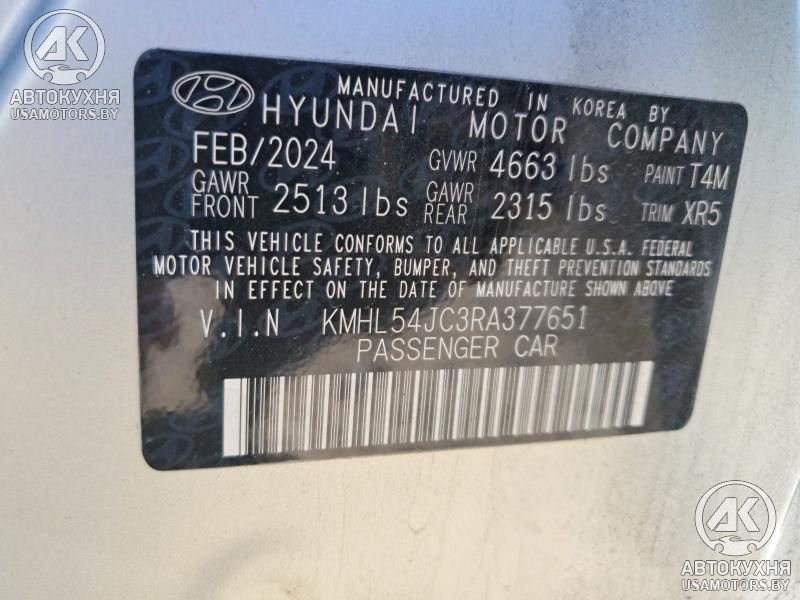 АК
АВТОКУХНЯ
USAMOTORS.BY
MANUFACTURED IN KOREA BY
HYUNDAI MOTOR COMPANY
FEB/2024 GVWR 4663 lbs PAINT T4M
GAWR FRONT 2513 lbs GAWR REAR 2315 lbs TRIM XR5
THIS VEHICLE CONFORMS TO ALL APPLICABLE U.S.A. FEDERAL
MOTOR VEHICLE SAFETY, BUMPER, AND THEFT PREVENTION STANDARDS
IN EFFECT ON THE DATE OF MANUFACTURE SHOWN ABOVE
V.I.N KMHL54JC3RA377651
PASSENGER CAR
АК
АВТОКУХНЯ
USAMOTORS.BY